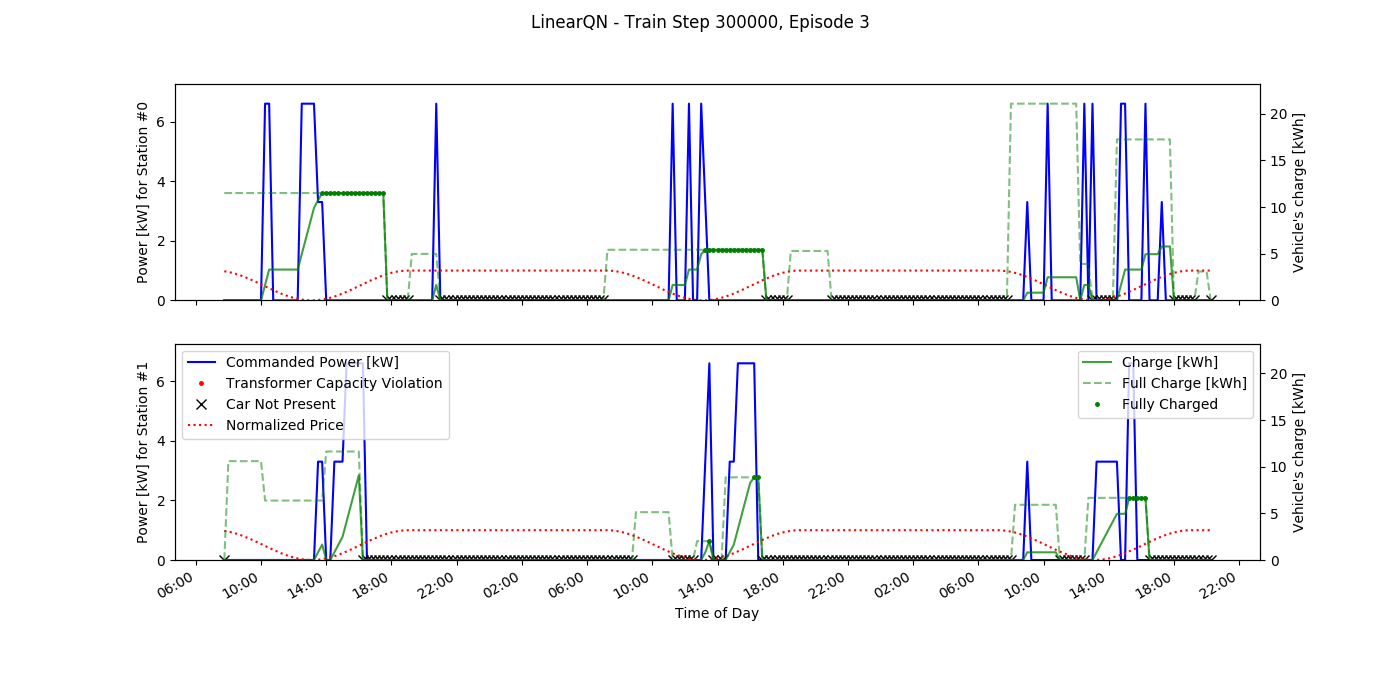 LinearQN - Train Step 300000, Episode 3
Power [kW] for Station #0
6
4
2
0
20
15
10
5
0
Vehicle's charge [kWh]
Power [kW] for Station #1
6
4
2
0
Commanded Power [kW]
Transformer Capacity Violation
Car Not Present
Normalized Price
Charge [kWh]
Full Charge [kWh]
Fully Charged
20
15
10
5
0
Vehicle's charge [kWh]
06:00 10:00 14:00 18:00 22:00 02:00 06:00 10:00 14:00 18:00 22:00 02:00 06:00 10:00 14:00 18:00 22:00
Time of Day